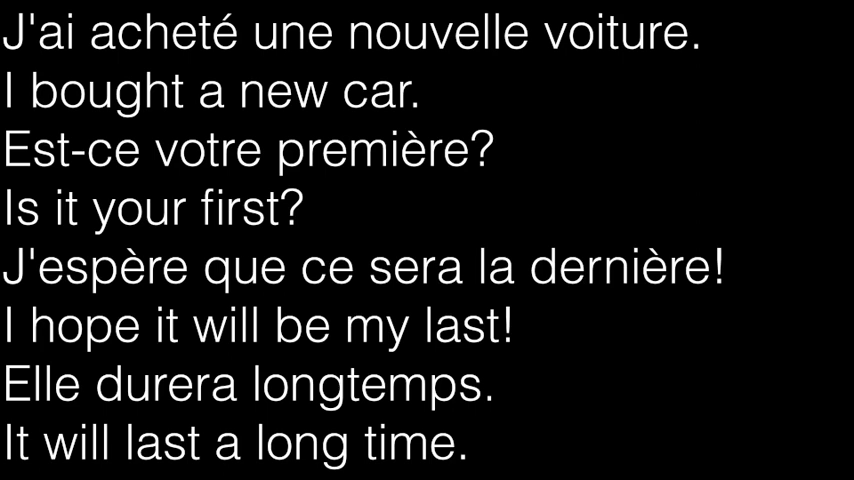 J'ai acheté une nouvelle voiture.
I bought a new car.
Est-ce votre première?
Is it your first?
J'espère que ce sera la dernière!
I hope it will be my last!
Elle durera longtemps.
It will last a long time.